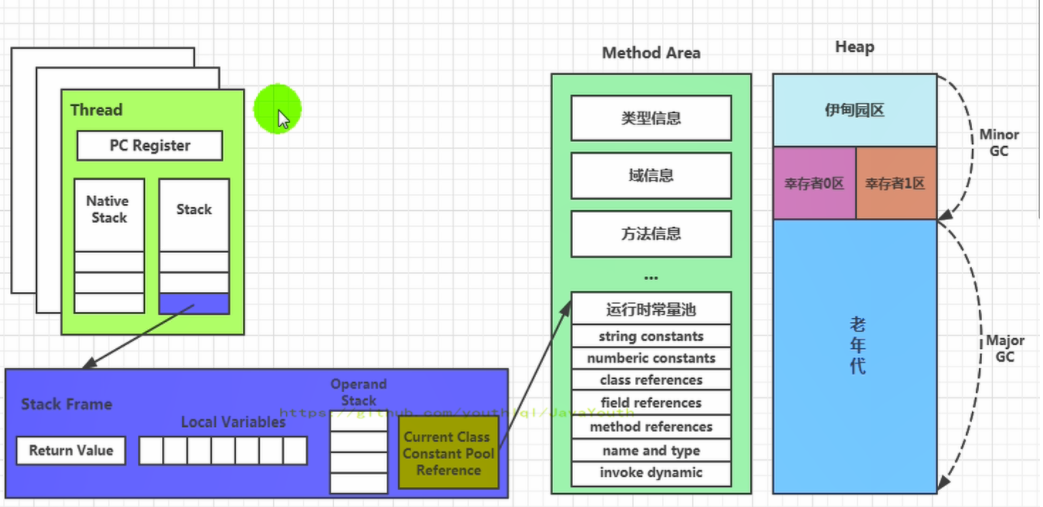 Thread
PC Register
Native
Stack
Stack
Stack Frame
Return Value
Local Variables
Operand
Stack
Current Class
Constant Pool
Reference
https://github.com/youthlql/JavaYouth
Method Area
类型信息
域信息
方法信息
...
运行时常量池
string constants
numberic constants
class references
field references
method references
name and type
invoke dynamic
Heap
伊甸园区
幸存者0区
幸存者1区
老
年
代
Minor
GC
Major
GC